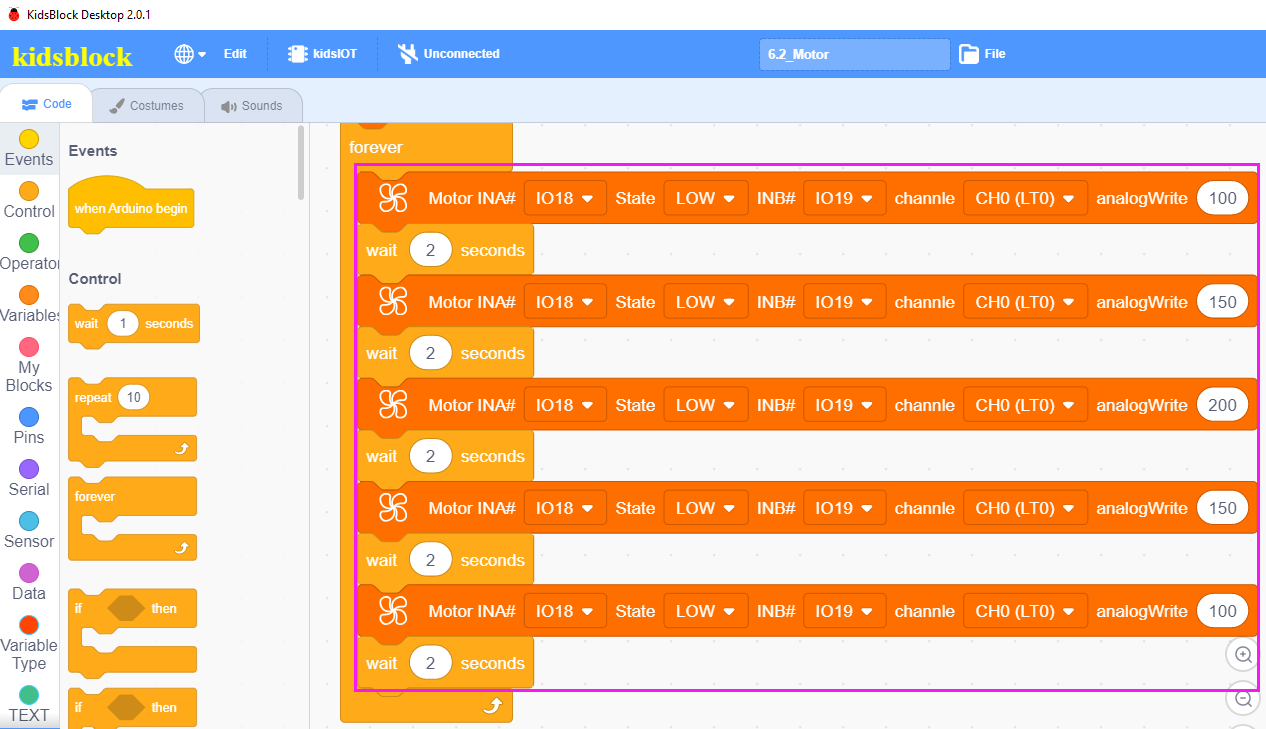 KidsBlock Desktop 2.0.1
kidsblock Edit kidsIOT Unconnected 6.2_Motor File
Code Costumes Sounds
Events
Control
Operator
Variables
My
Blocks
Pins
Serial
Sensor
Data
Variable
Type
TEXT
Events
when Arduino begin
Control
wait 1 seconds
repeat 10
forever
if then
if then
forever
Motor INA# IO18 State LOW INB# IO19 channle CH0 (LT0) analogWrite 100
wait 2 seconds
Motor INA# IO18 State LOW INB# IO19 channle CH0 (LT0) analogWrite 150
wait 2 seconds
Motor INA# IO18 State LOW INB# IO19 channle CH0 (LT0) analogWrite 200
wait 2 seconds
Motor INA# IO18 State LOW INB# IO19 channle CH0 (LT0) analogWrite 150
wait 2 seconds
Motor INA# IO18 State LOW INB# IO19 channle CH0 (LT0) analogWrite 100
wait 2 seconds